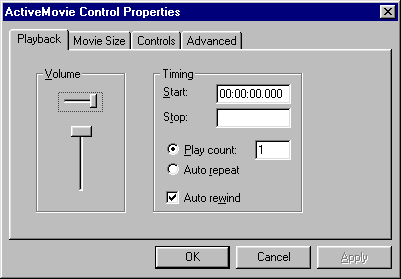 ActiveMovie Control Properties
Playback Movie Size Controls Advanced
Volume
Timing
Start: 00:00:00.000
Stop:
Play count: 1
Auto repeat
Auto rewind
OK Cancel Apply